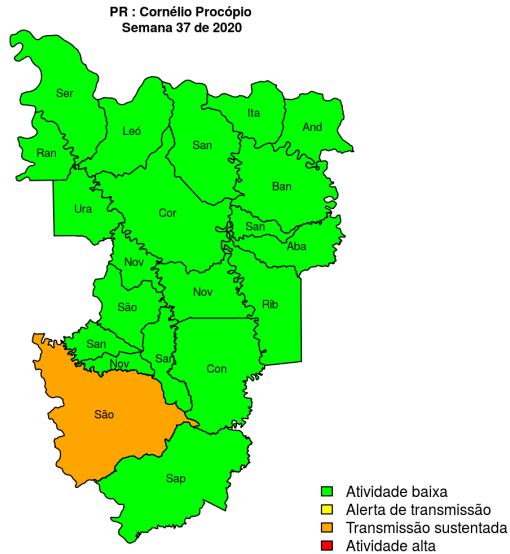 PR : Cornélio Procópio
Semana 37 de 2020
Ser
Leó
Ita
And
San
Ran
Ban
Ura
Cor
San
Aba
Nov
Nov
Rib
São
San
Nov
San
Con
São
Sap
Atividade baixa
Alerta de transmissão
Transmissão sustentada
Atividade alta